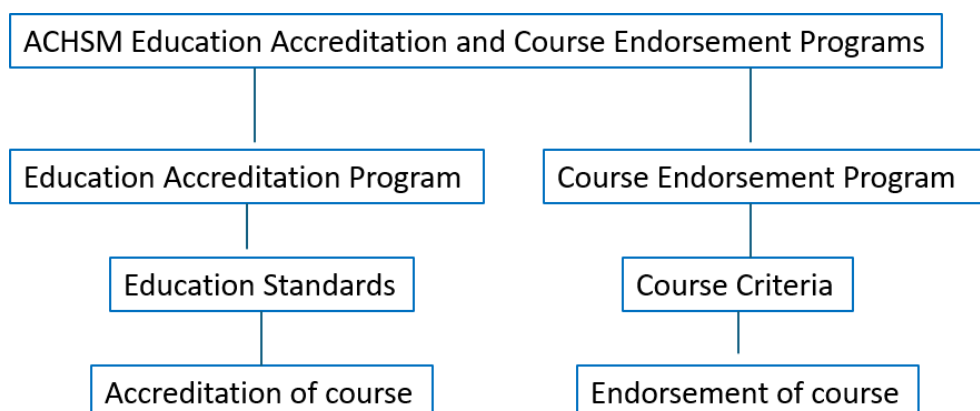 ACHSM Education Accreditation and Course Endorsement Programs
Education Accreditation Program
Course Endorsement Program
Education Standards
Course Criteria
Accreditation of course
Endorsement of course